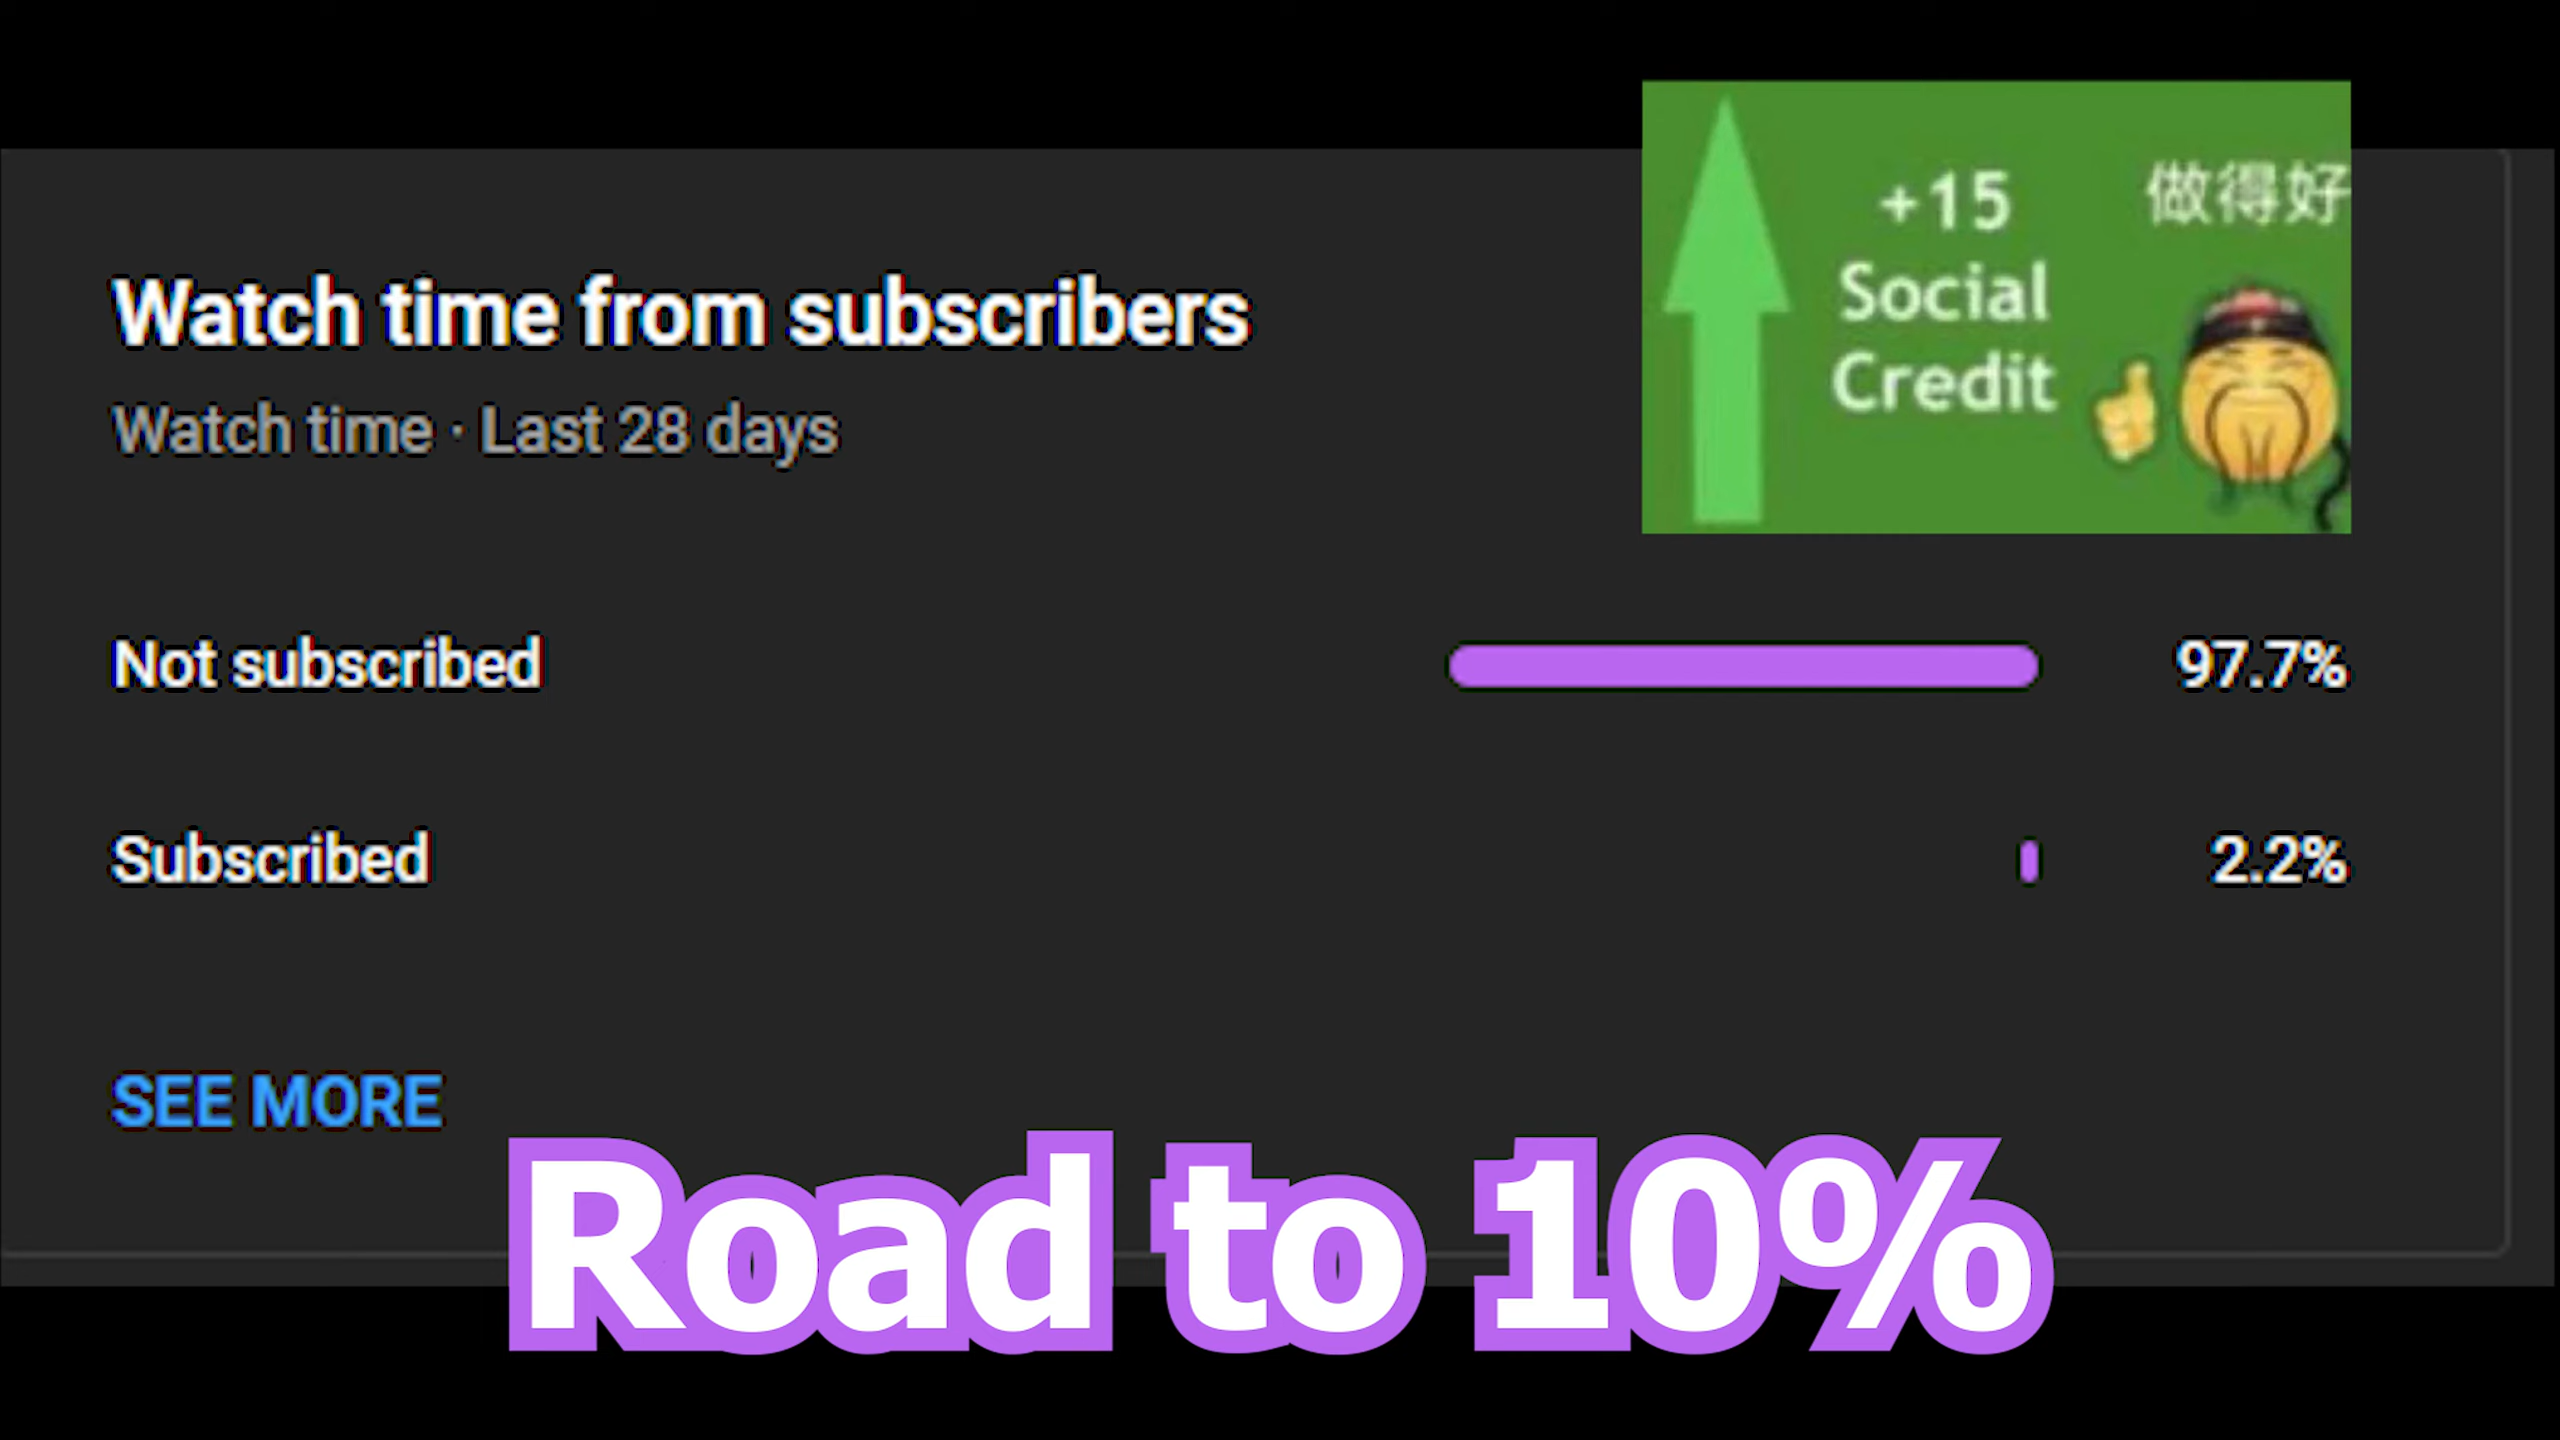 +15
Social
Credit
做得好
Watch time from subscribers
Watch time · Last 28 days
Not subscribed 97.7%
Subscribed 2.2%
SEE MORE
Road to 10%